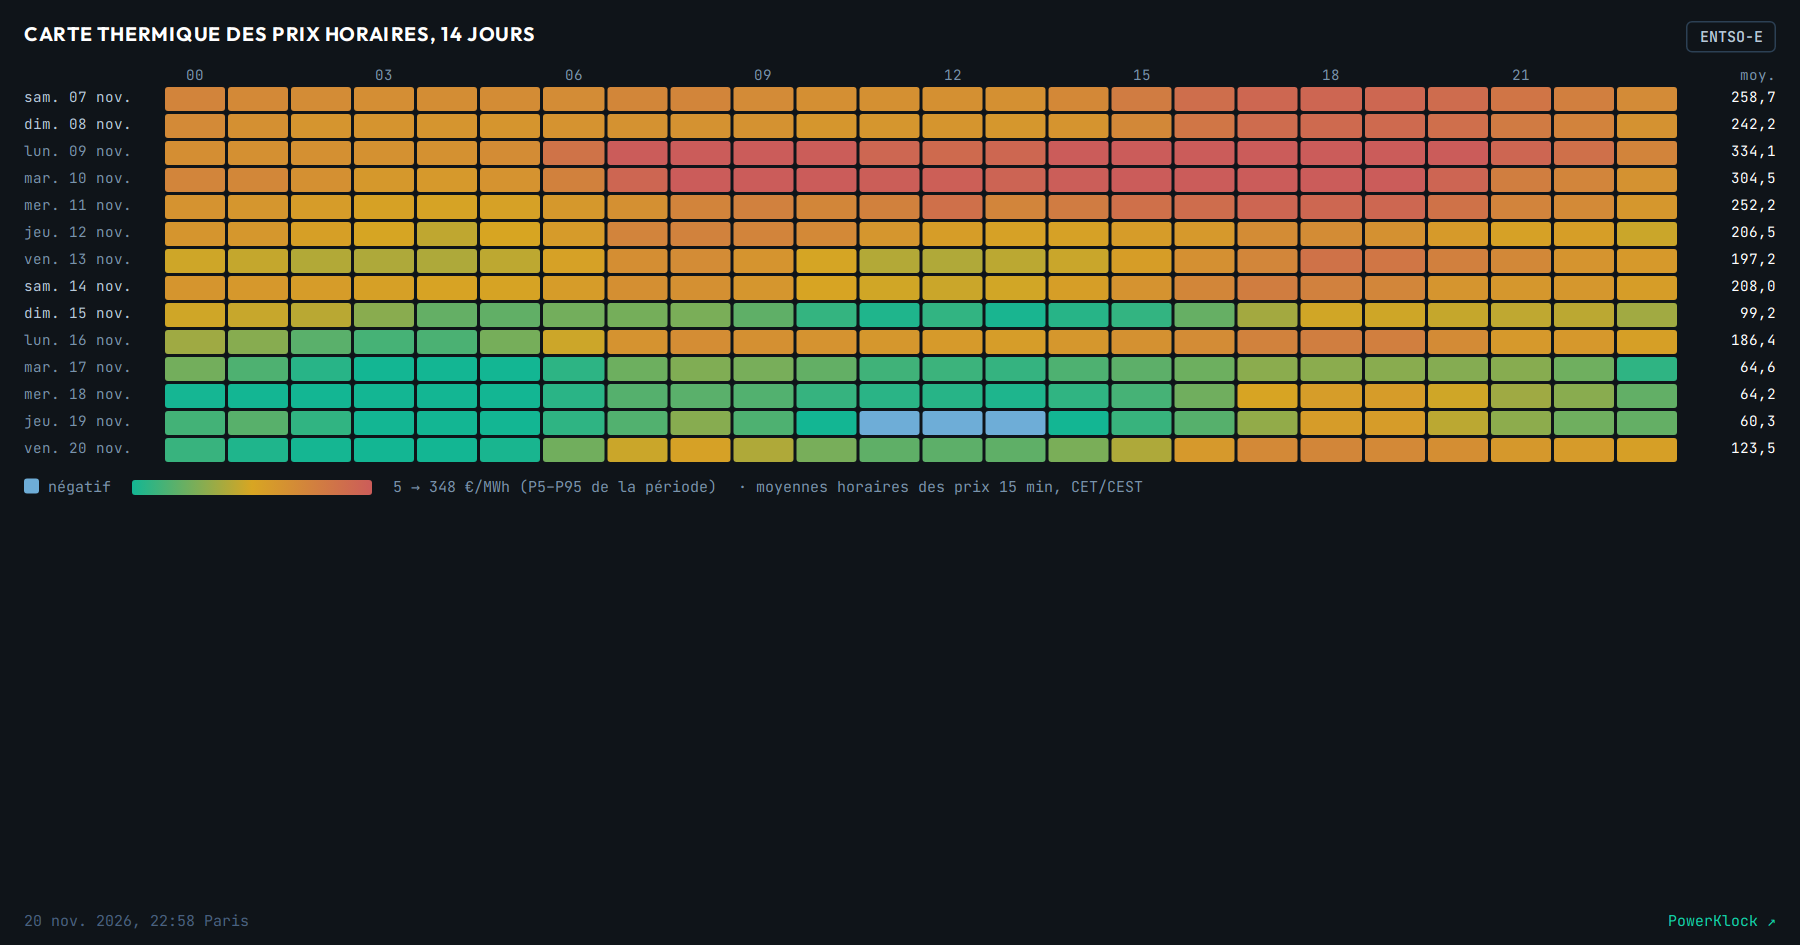 CARTE THERMIQUE DES PRIX HORAIRES, 14 JOURS
ENTSO-E
00 03 06 09 12 15 18 21 moy.
sam. 07 nov. 258,7
dim. 08 nov. 242,2
lun. 09 nov. 334,1
mar. 10 nov. 304,5
mer. 11 nov. 252,2
jeu. 12 nov. 206,5
ven. 13 nov. 197,2
sam. 14 nov. 208,0
dim. 15 nov. 99,2
lun. 16 nov. 186,4
mar. 17 nov. 64,6
mer. 18 nov. 64,2
jeu. 19 nov. 60,3
ven. 20 nov. 123,5
négatif 5 → 348 €/MWh (P5–P95 de la période) · moyennes horaires des prix 15 min, CET/CEST
20 nov. 2026, 22:58 Paris
PowerKlock ↗